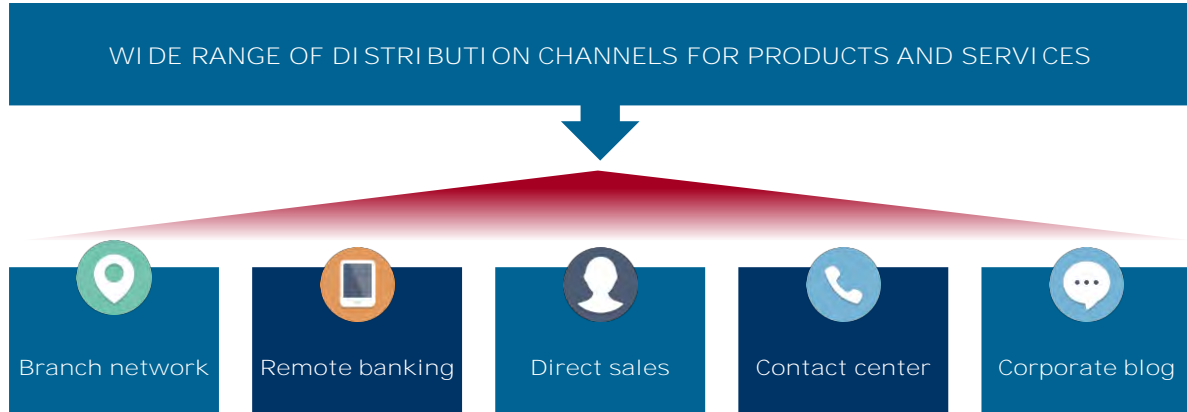 WIDE RANGE OF DISTRIBUTION CHANNELS FOR PRODUCTS AND SERVICES
Branch network
Remote banking
Direct sales
Contact center
Corporate blog